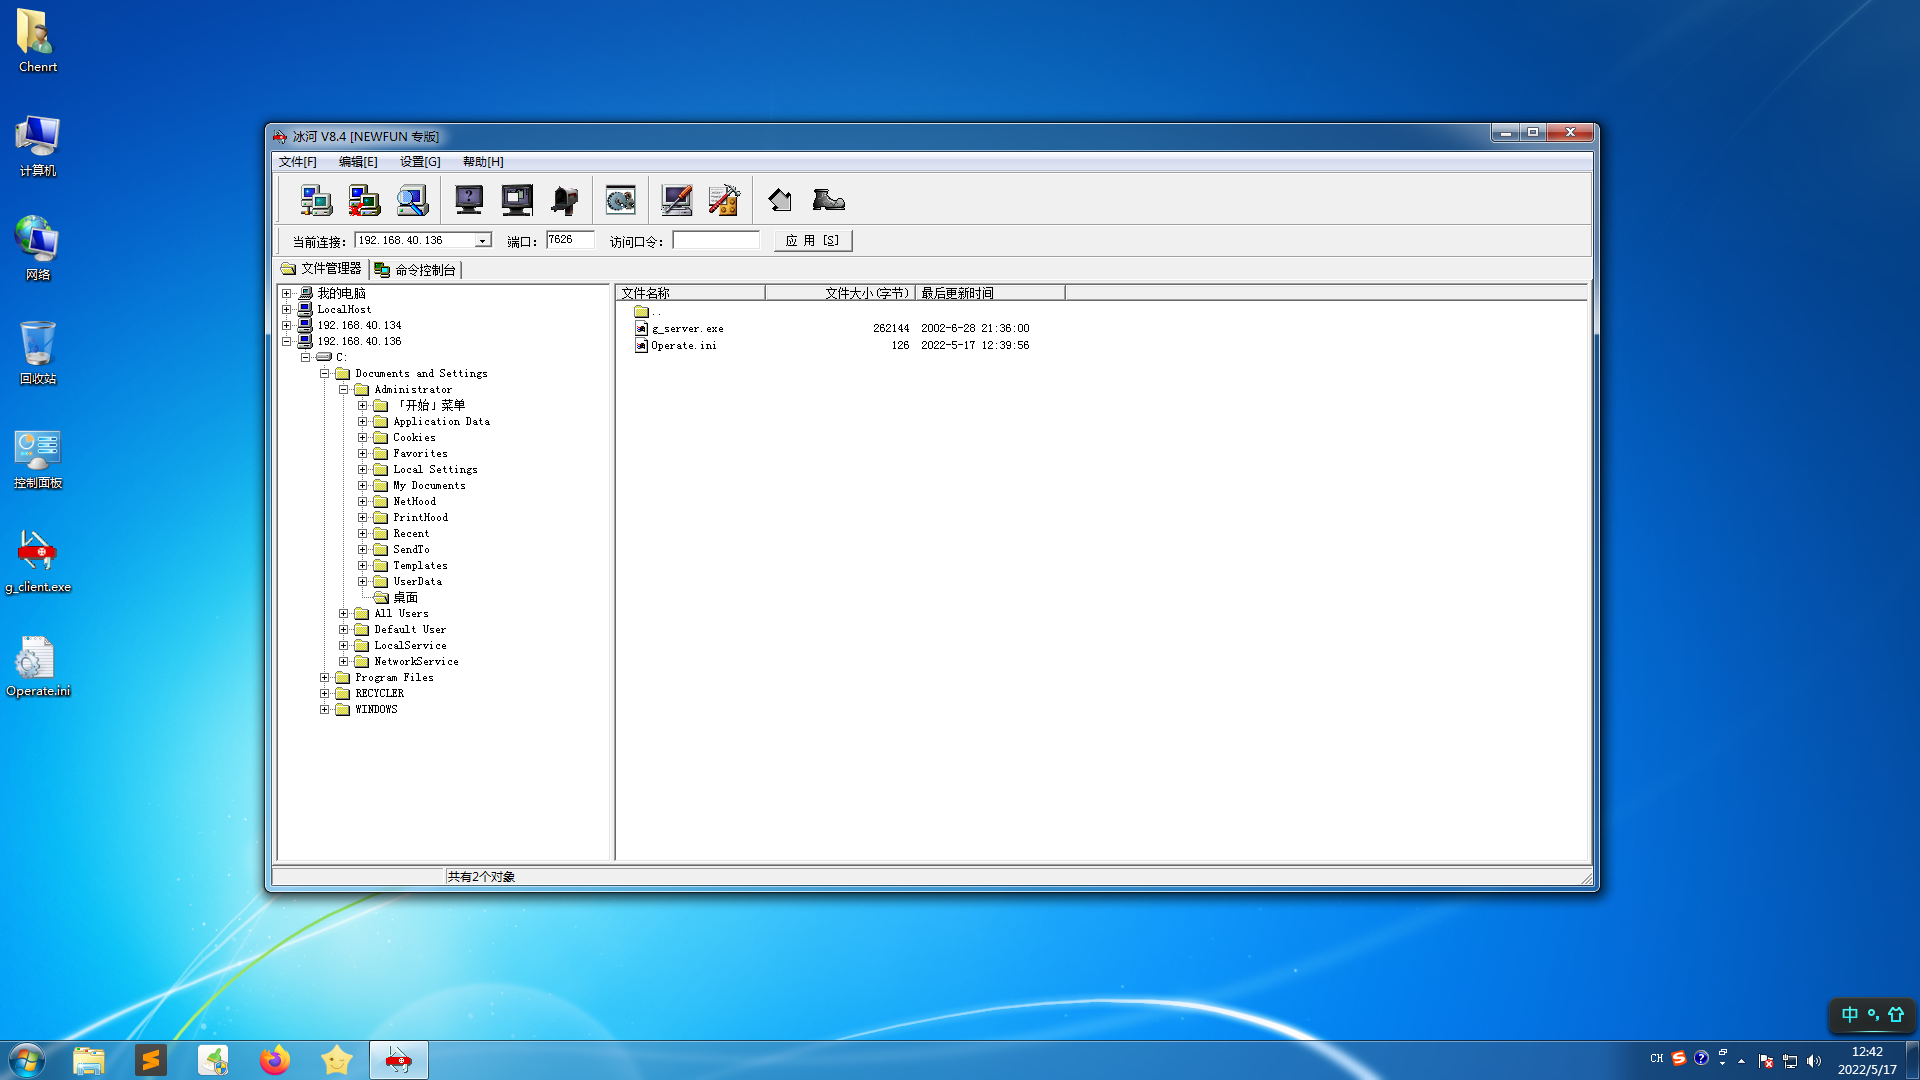 Chenrt
计算机
网络
回收站
控制面板
g_client.exe
Operate.ini
冰河 V8.4 [NEWFUN 专版]
文件[F] 编辑[E] 设置[G] 帮助[H]
当前连接: 192.168.40.136 端口: 7626 访问口令: 应 用 [S]
文件管理器 命令控制台
我的电脑
LocalHost
192.168.40.134
192.168.40.136
C:
Documents and Settings
Administrator
「开始」菜单
Application Data
Cookies
Favorites
Local Settings
My Documents
NetHood
PrintHood
Recent
SendTo
Templates
UserData
桌面
All Users
Default User
LocalService
NetworkService
Program Files
RECYCLER
WINDOWS
文件名称 文件大小(字节) 最后更新时间
..
g_server.exe 262144 2002-6-28 21:36:00
Operate.ini 126 2022-5-17 12:39:56
共有2个对象
中
CH
12:42
2022/5/17